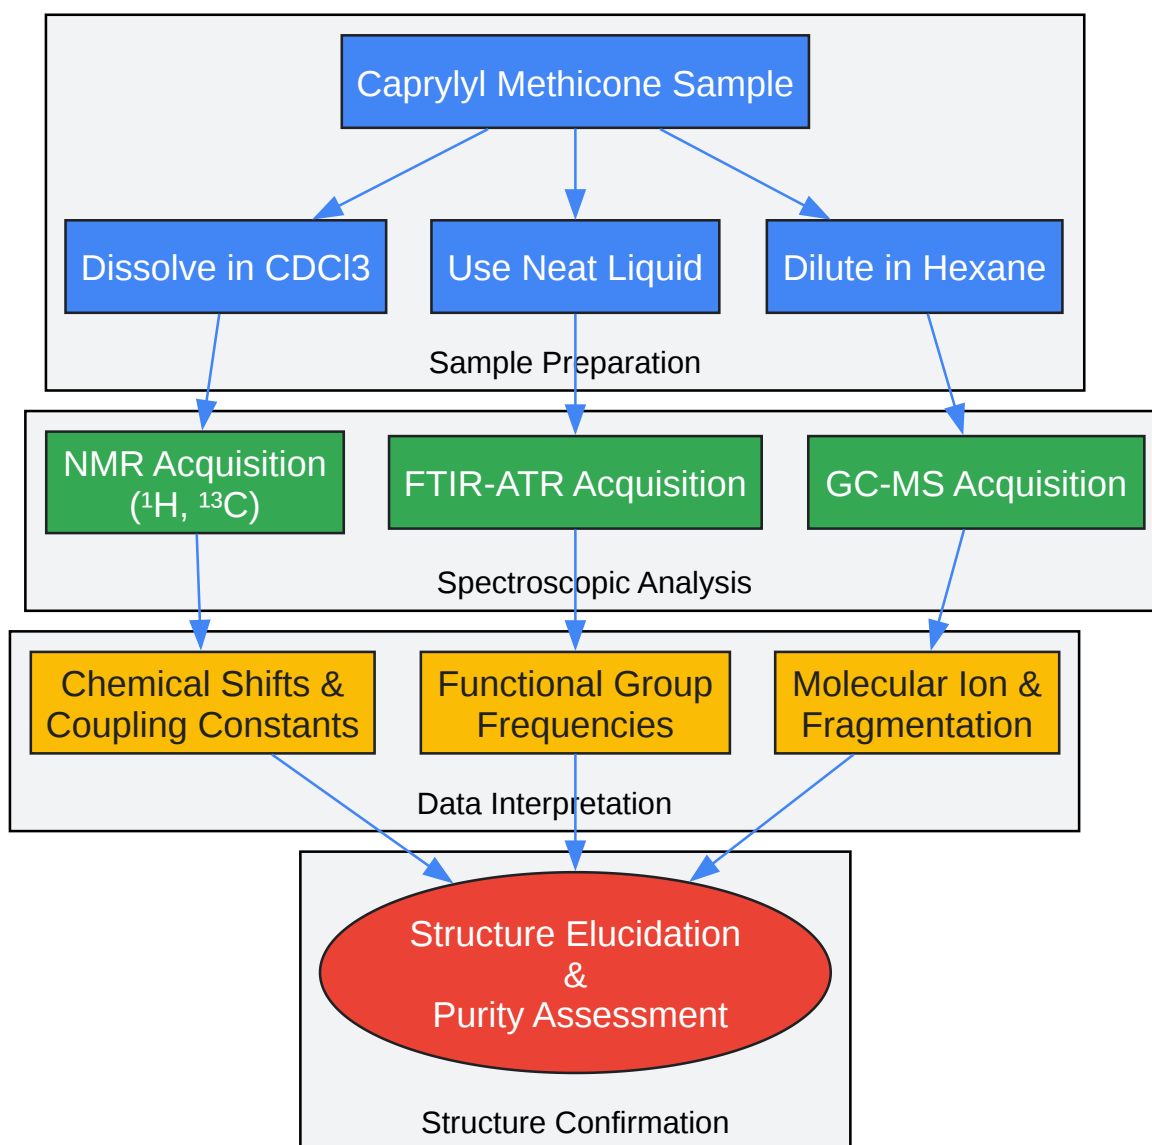 Caprylyl Methicone Sample
Dissolve in CDCl3
Use Neat Liquid
Dilute in Hexane
Sample Preparation
NMR Acquisition
(¹H, ¹³C)
FTIR-ATR Acquisition
GC-MS Acquisition
Spectroscopic Analysis
Chemical Shifts &
Coupling Constants
Functional Group
Frequencies
Molecular Ion &
Fragmentation
Data Interpretation
Structure Elucidation
&
Purity Assessment
Structure Confirmation